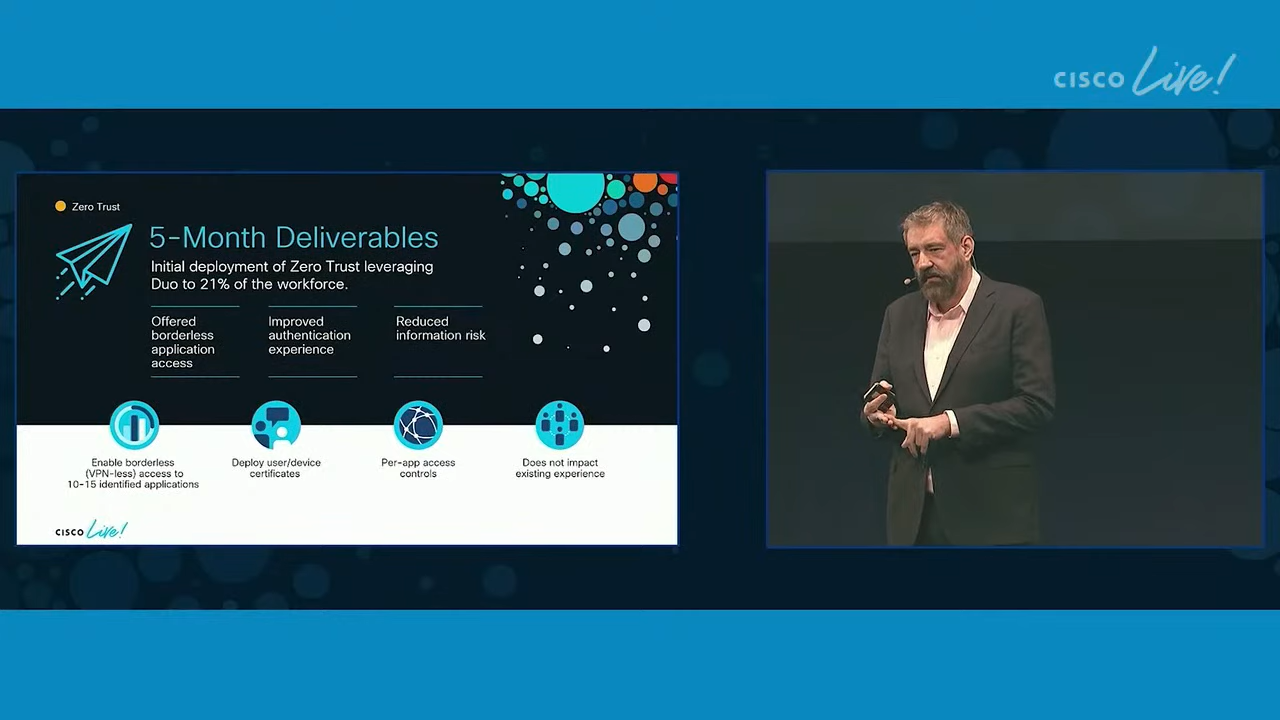 CISCO Live!
Zero Trust
5-Month Deliverables
Initial deployment of Zero Trust leveraging
Duo to 21% of the workforce.
Offered
borderless
application
access
Improved
authentication
experience
Reduced
information risk
Enable borderless
(VPN-less) access to
10-15 identified applications
Deploy user/device
certificates
Per-app access
controls
Does not impact
existing experience
CISCO Live!